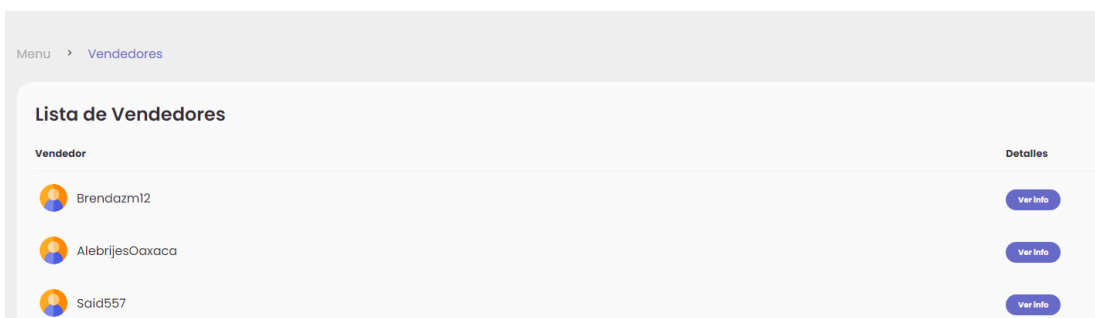 Menu > Vendedores
Lista de Vendedores
Vendedor Detalles
Brendazm12 Ver Info
AlebrijesOaxaca Ver Info
Said557 Ver Info